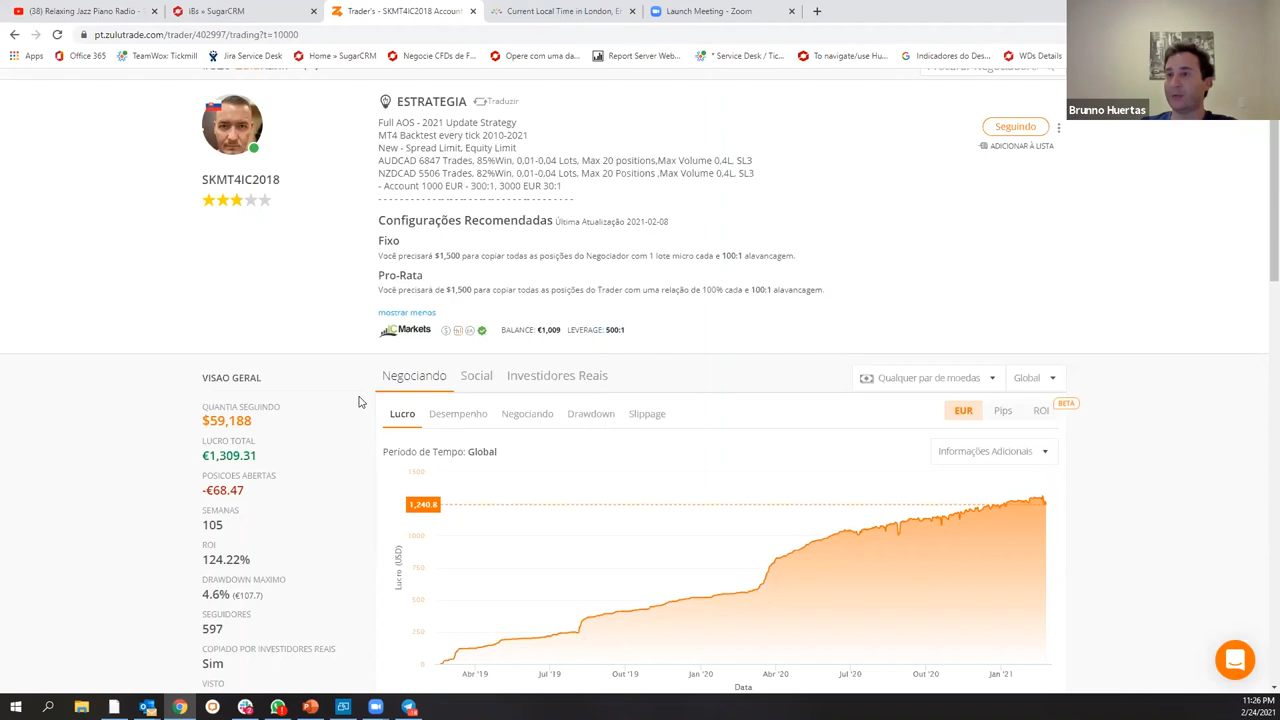 (38) Relaxing Jazz Piano Radio -
iBs » SugarCRM
Trader's - SKMT4IC2018 Account
Current Local Time in London, En
Launch Meeting - Zoom
pt.zulutrade.com/trader/402997/trading?t=10000
Apps
Office 365
TeamWox: Tickmill
Jira Service Desk
Home » SugarCRM
Negocie CFDs de F...
Opere com uma da...
Report Server Web...
* Service Desk / Tic...
To navigate/use Hu...
Indicadores do Des...
WDs Details
Brunno Huertas
ESTRATEGIA
Traduzir
Full AOS - 2021 Update Strategy
MT4 Backtest every tick 2010-2021
New - Spread Limit, Equity Limit
AUDCAD 6847 Trades, 85%Win, 0,01-0,04 Lots, Max 20 positions,Max Volume 0,4L, SL3
NZDCAD 5506 Trades, 82%Win, 0,01-0,04 Lots, Max 20 Positions ,Max Volume 0,4L, SL3
- Account 1000 EUR - 300:1, 3000 EUR 30:1
- - - - - - - - - - - - - - - - - - - - - - - - - - - - - - - - -
Seguindo
ADICIONAR À LISTA
SKMT4IC2018
Configurações Recomendadas Última Atualização 2021-02-08
Fixo
Você precisará $1,500 para copiar todas as posições do Negociador com 1 lote micro cada e 100:1 alavancagem.
Pro-Rata
Você precisará de $1,500 para copiar todas as posições do Trader com uma relação de 100% cada e 100:1 alavancagem.
mostrar menos
IC Markets
BALANCE: €1,009
LEVERAGE: 500:1
VISAO GERAL
QUANTIA SEGUINDO
$59,188
LUCRO TOTAL
€1,309.31
POSICOES ABERTAS
-€68.47
SEMANAS
105
ROI
124.22%
DRAWDOWN MAXIMO
4.6% (€107.7)
SEGUIDORES
597
COPIADO POR INVESTIDORES REAIS
Sim
VISTO
Negociando
Social
Investidores Reais
Qualquer par de moedas
Global
Lucro
Desempenho
Negociando
Drawdown
Slippage
EUR
Pips
ROI
BETA
Período de Tempo: Global
Informações Adicionais
1500
1,240.8
1000
750
500
250
0
Lucro (USD)
Abr '19
Jul '19
Out '19
Jan '20
Abr '20
Jul '20
Out '20
Jan '21
Data
11:26 PM
2/24/2021